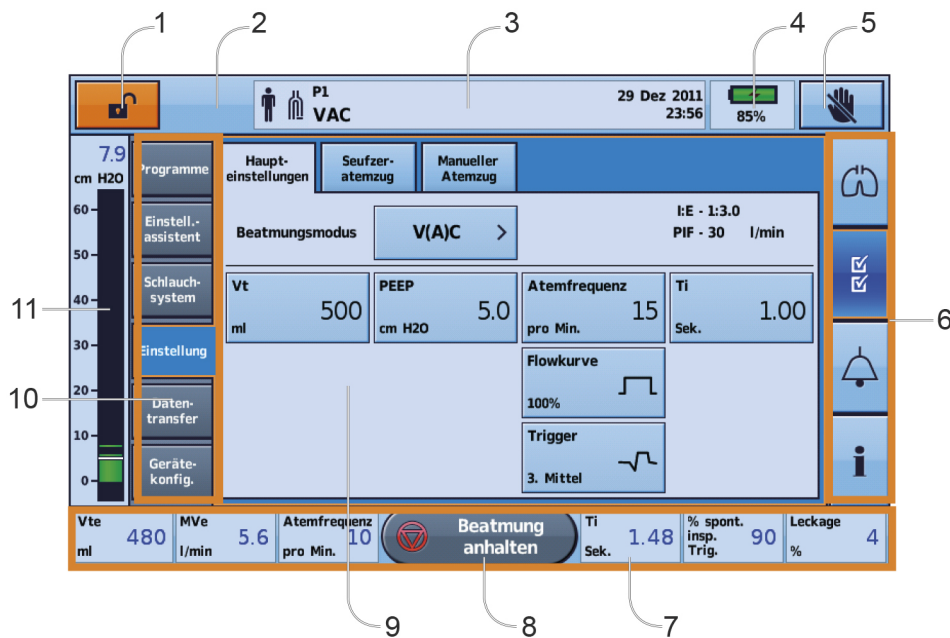 1
2
3
4
5
P1
VAC
29 Dez 2011
23:56
85%
7.9
cm H2O
60
50
40
30
20
10
0
11
10
Programme
Einstell.-
assistent
Schlauch-
system
Einstellung
Daten-
transfer
Geräte-
konfig.
Haupt-
einstellungen
Seufzer-
atemzug
Manueller
Atemzug
Beatmungsmodus
V(A)C >
I:E - 1:3.0
PIF - 30 l/min
Vt
500
ml
PEEP
5.0
cm H2O
Atemfrequenz
15
pro Min.
Ti
1.00
Sek.
Flowkurve
100%
Trigger
3. Mittel
i
6
Vte
480
ml
MVe
5.6
l/min
Atemfrequenz
10
pro Min.
Beatmung
anhalten
Ti
1.48
Sek.
% spont.
insp.
Trig.
90
Leckage
4
%
9
8
7